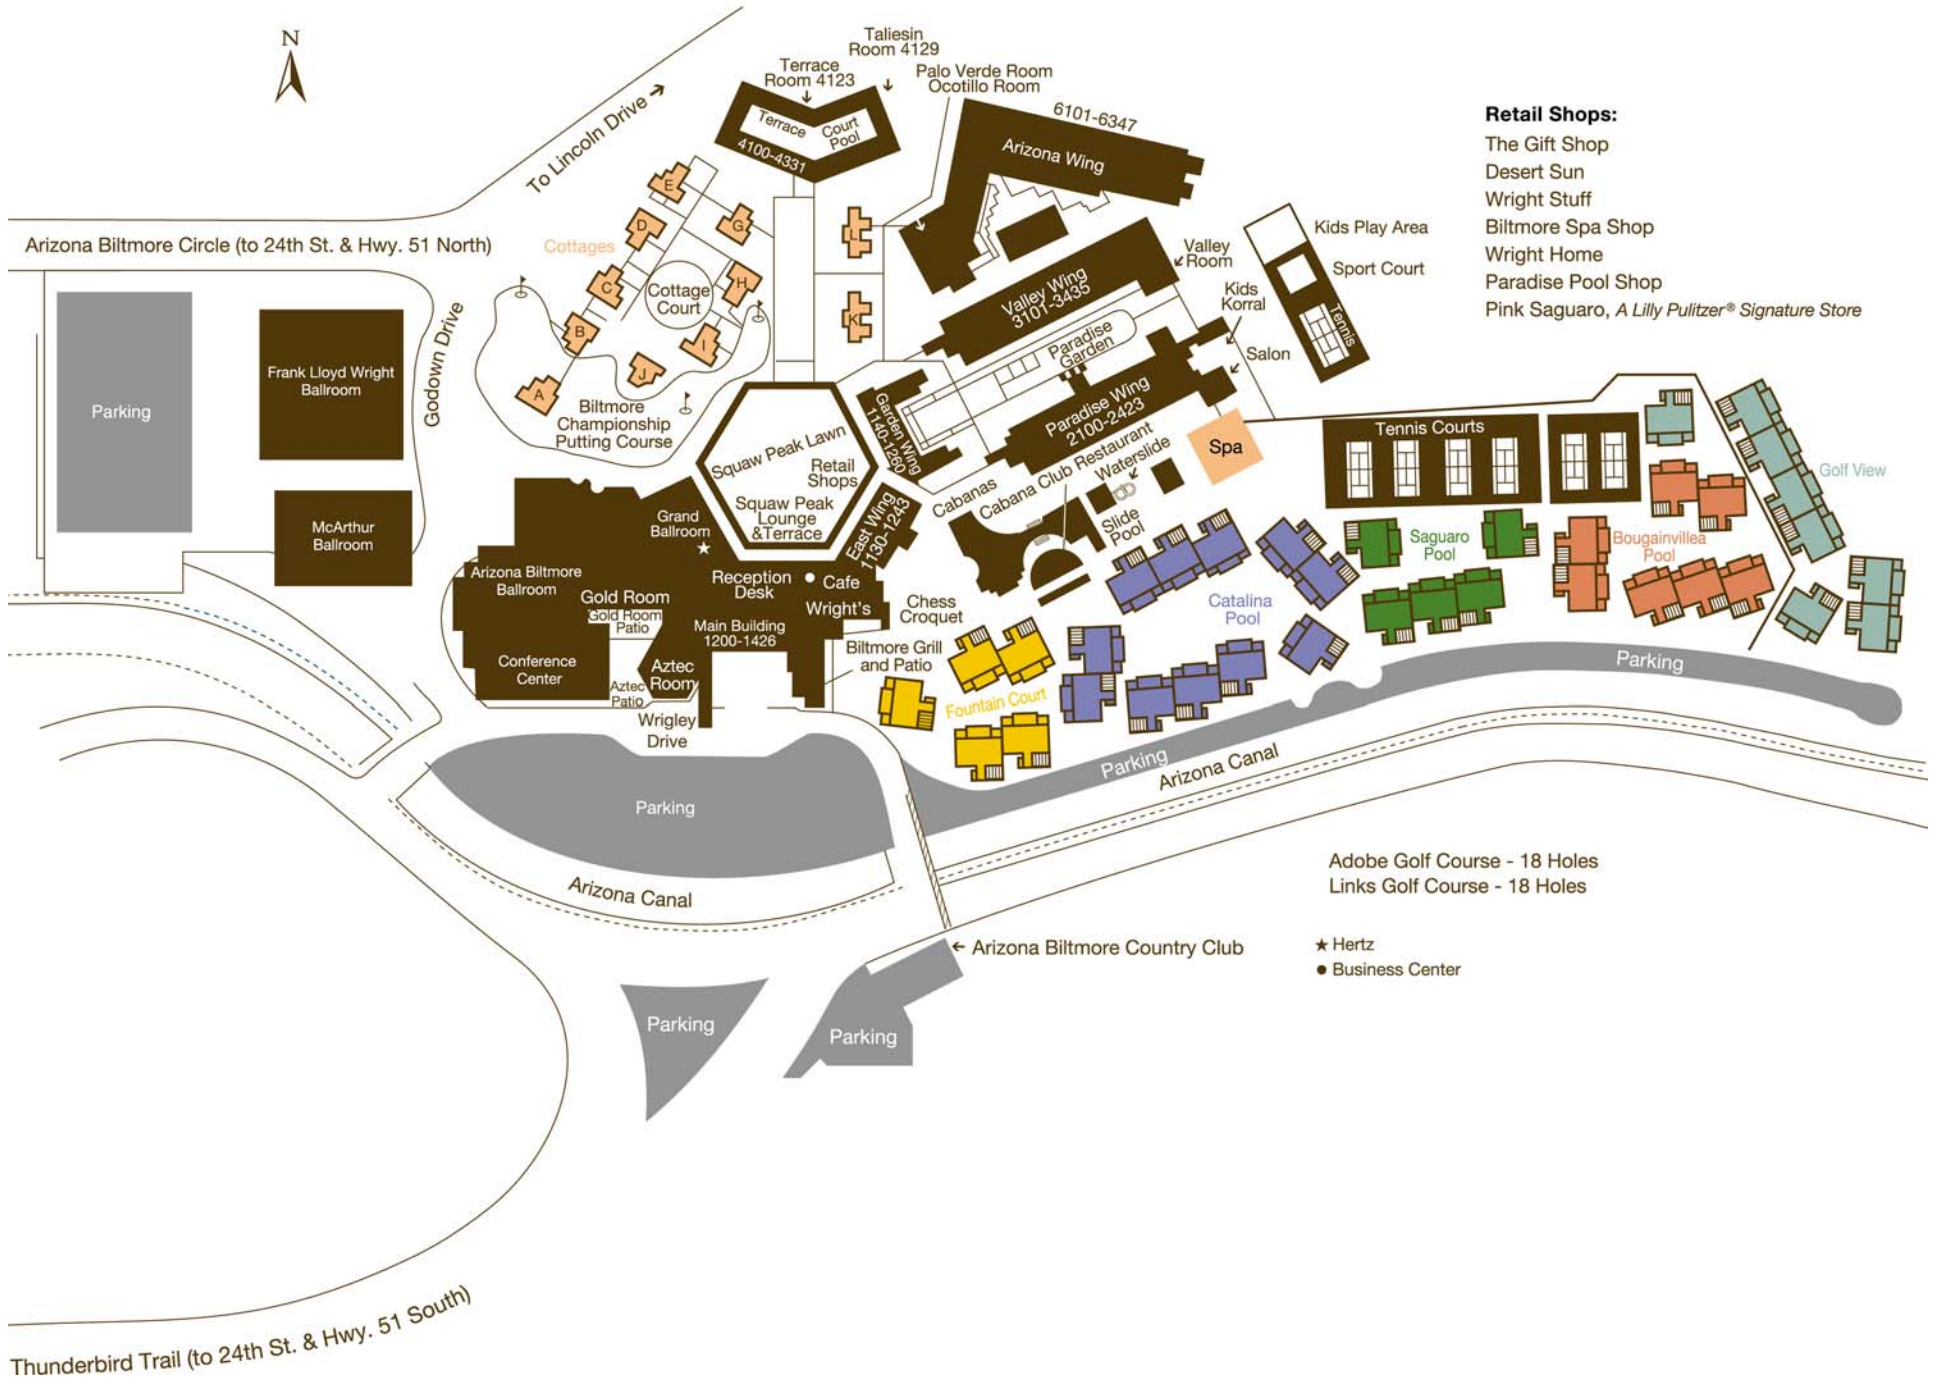 N
Taliesin
Room 4129
Terrace
Room 4123
Palo Verde Room
Ocotillo Room
To Lincoln Drive →
Terrace
Court
Pool
4100-4331
6101-6347
Arizona Wing
Retail Shops:
The Gift Shop
Desert Sun
Wright Stuff
Biltmore Spa Shop
Wright Home
Paradise Pool Shop
Pink Saguaro, A Lilly Pulitzer® Signature Store
Arizona Biltmore Circle (to 24th St. & Hwy. 51 North)
Cottages
E
D
G
C
H
B
I
J
A
L
K
Cottage
Court
Valley
Room
Valley Wing
3101-3435
Kids
Korral
Kids Play Area
Sport Court
Tennis
Paradise
Garden
Salon
Godown Drive
Parking
Frank Lloyd Wright
Ballroom
Biltmore
Championship
Putting Course
Garden Wing
1140-1260
Paradise Wing
2100-2423
Spa
Tennis Courts
Golf View
Squaw Peak Lawn
Retail
Shops
Squaw Peak
Lounge
&Terrace
Cabanas
Cabana Club Restaurant
Waterslide
Slide
Pool
East Wing
1130-1243
McArthur
Ballroom
Grand
Ballroom
Arizona Biltmore
Ballroom
Reception
Desk
Cafe
Wright's
Gold Room
Gold Room
Patio
Main Building
1200-1426
Chess
Croquet
Catalina
Pool
Saguaro
Pool
Bougainvillea
Pool
Conference
Center
Aztec
Room
Aztec
Patio
Biltmore Grill
and Patio
Fountain Court
Wrigley
Drive
Parking
Parking
Arizona Canal
Parking
Arizona Canal
Adobe Golf Course - 18 Holes
Links Golf Course - 18 Holes
← Arizona Biltmore Country Club
★ Hertz
● Business Center
Parking
Parking
Thunderbird Trail (to 24th St. & Hwy. 51 South)